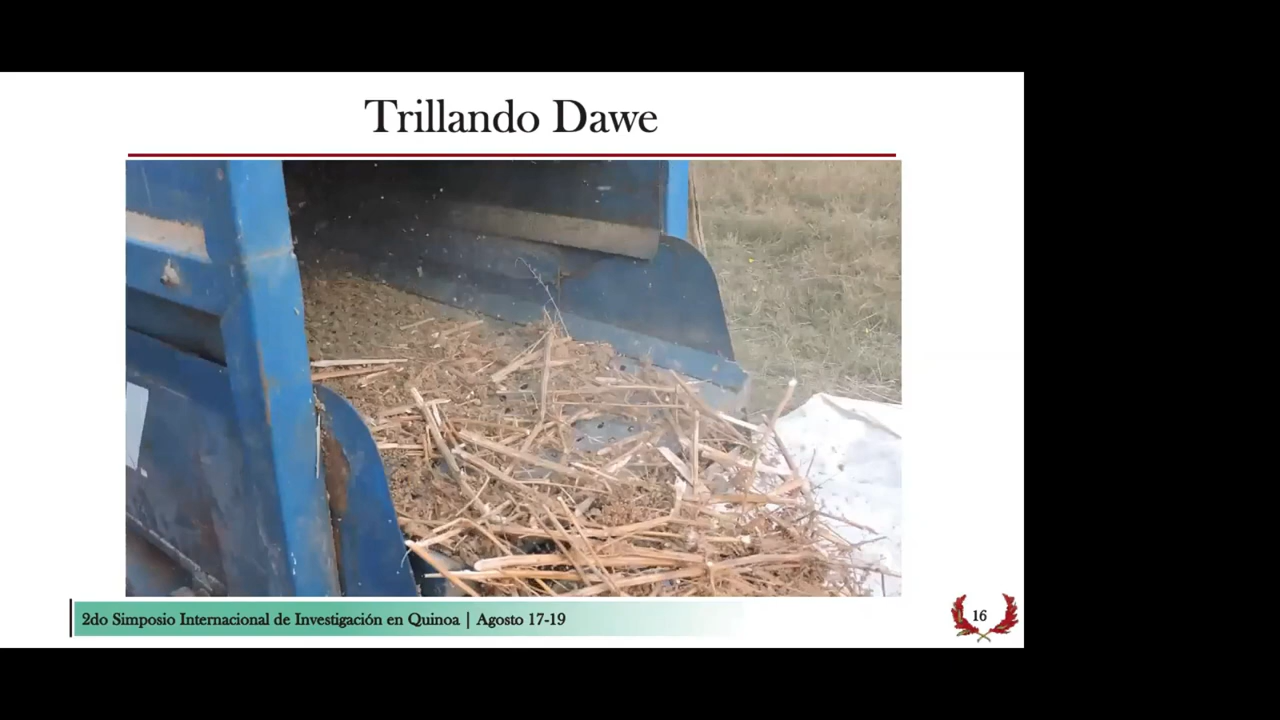 Trillando Dawe
2do Simposio Internacional de Investigación en Quinoa | Agosto 17-19
16